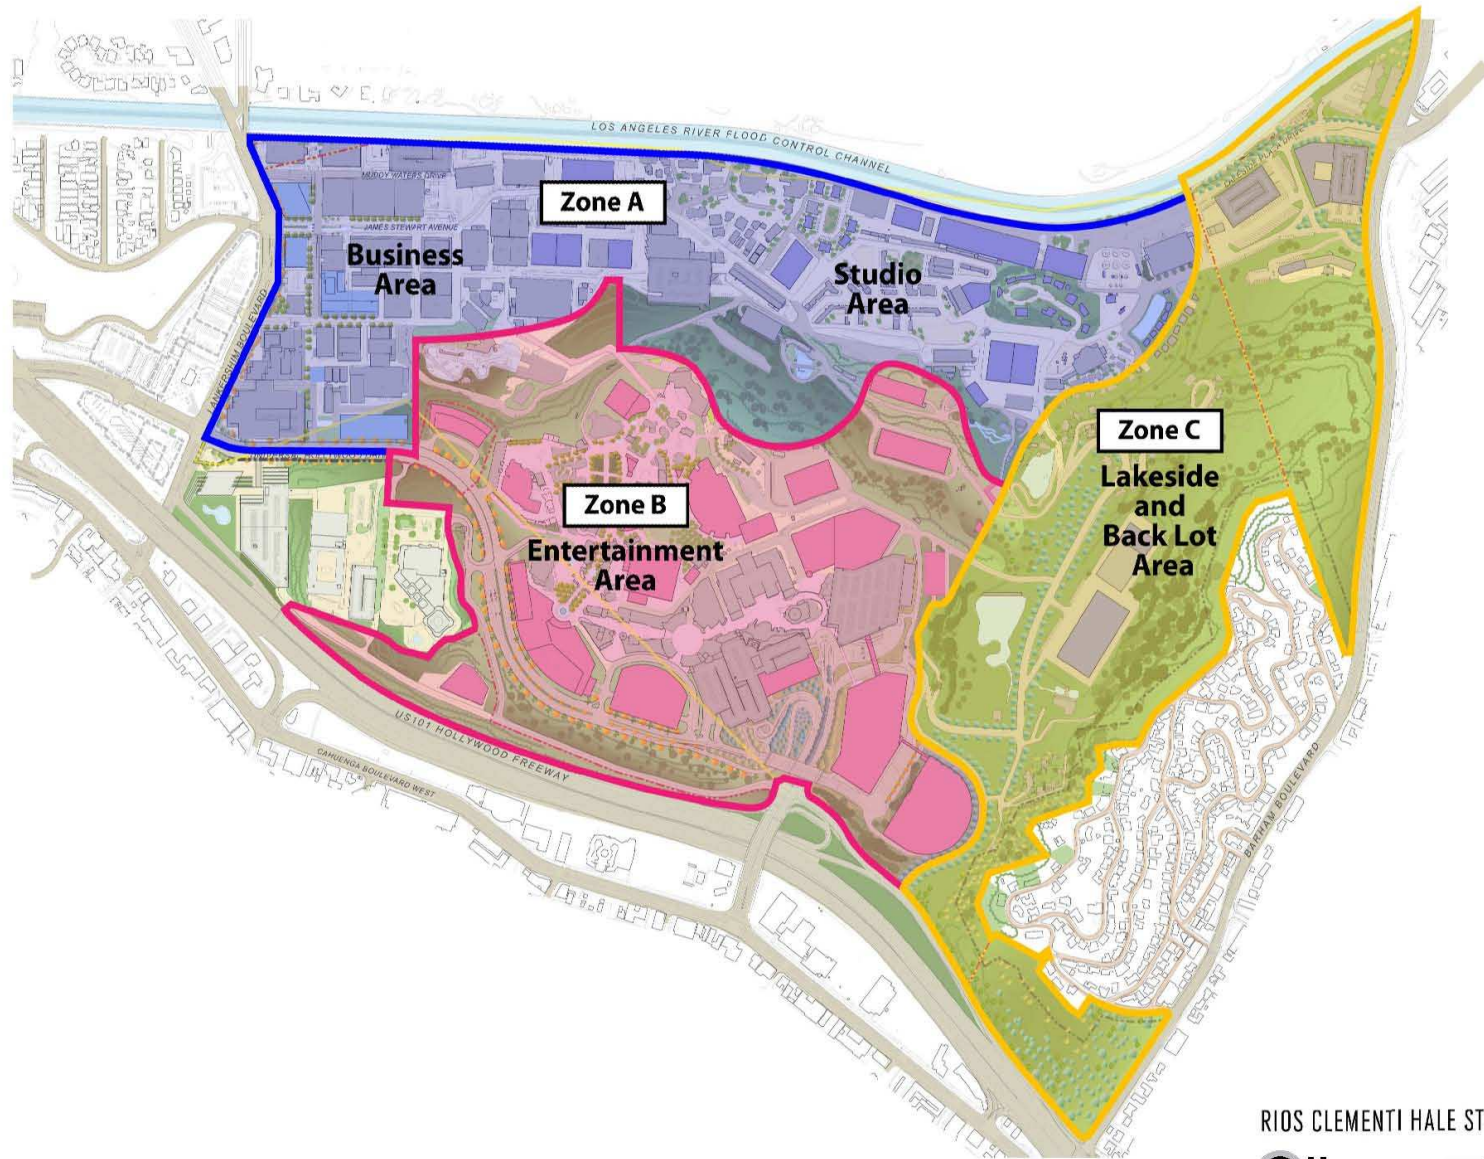 LOS ANGELES RIVER FLOOD CONTROL CHANNEL
MUDDY WATERS DRIVE
Zone A
JAMES STEWART AVENUE
Business
Area
Studio
Area
LANKERSHIM BOULEVARD
Zone C
Lakeside
and
Back Lot
Area
Zone B
Entertainment
Area
US101 HOLLYWOOD FREEWAY
CAHUENGA BOULEVARD WEST
BARHAM BOULEVARD
RIOS CLEMENTI HALE ST